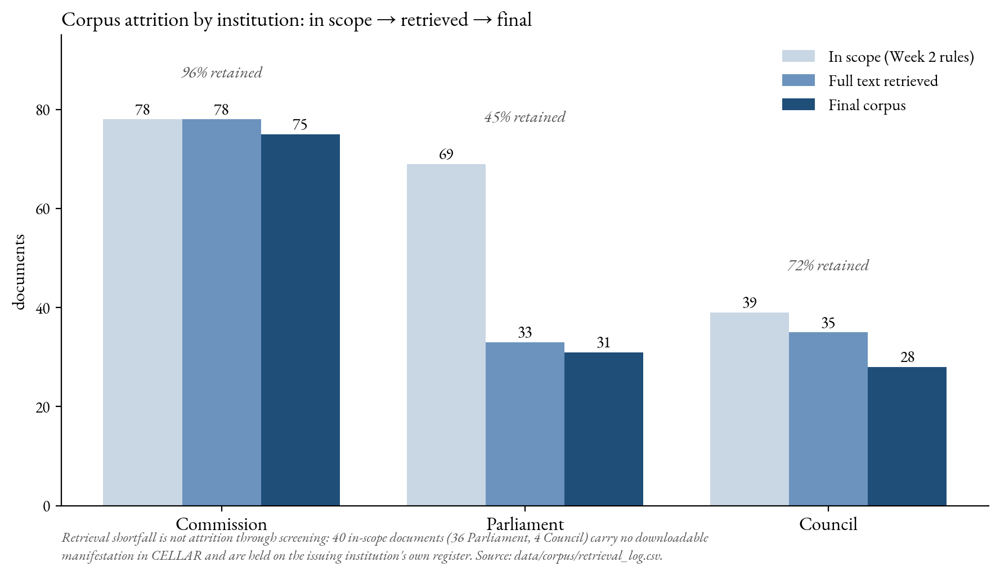 Corpus attrition by institution: in scope → retrieved → final
In scope (Week 2 rules)
Full text retrieved
Final corpus
96% retained
45% retained
72% retained
documents
80
60
40
20
0
78
78
75
69
33
31
39
35
28
Commission
Parliament
Council
Retrieval shortfall is not attrition through screening: 40 in-scope documents (36 Parliament, 4 Council) carry no downloadable
manifestation in CELLAR and are held on the issuing institution's own register. Source: data/corpus/retrieval_log.csv.